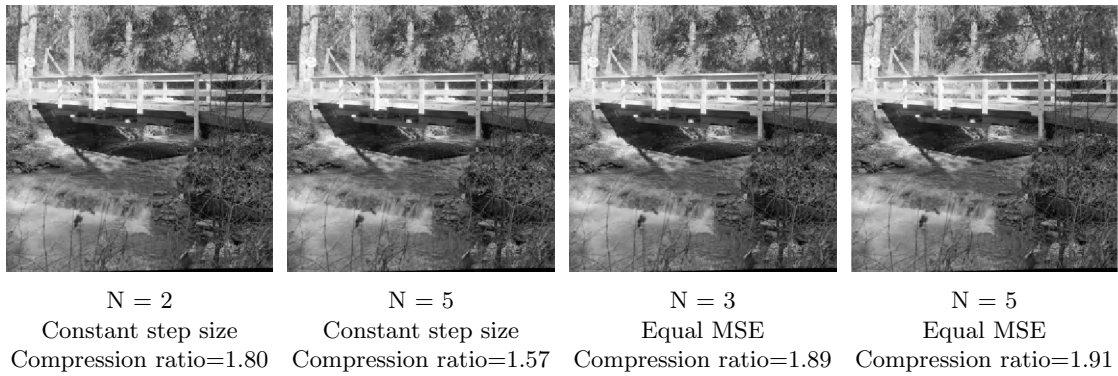 N = 2
Constant step size
Compression ratio=1.80
N = 5
Constant step size
Compression ratio=1.57
N = 3
Equal MSE
Compression ratio=1.89
N = 5
Equal MSE
Compression ratio=1.91